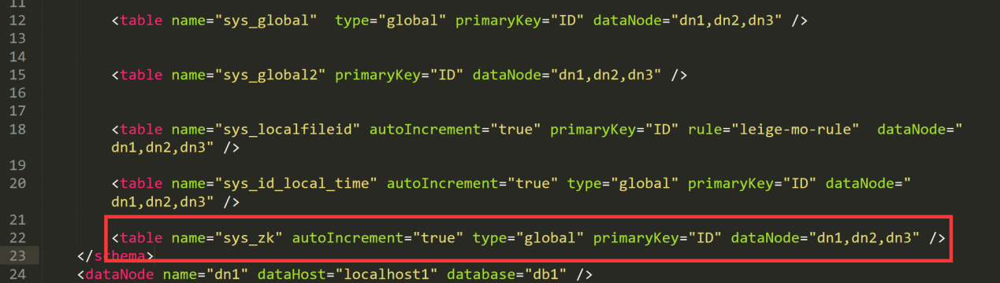 11
12 <table name="sys_global"  type="global" primaryKey="ID" dataNode="dn1,dn2,dn3" />
13
14
15 <table name="sys_global2" primaryKey="ID" dataNode="dn1,dn2,dn3" />
16
17
18 <table name="sys_localfileid" autoIncrement="true" primaryKey="ID" rule="leige-mo-rule"  dataNode="
dn1,dn2,dn3" />
19
20 <table name="sys_id_local_time" autoIncrement="true" type="global" primaryKey="ID" dataNode="
dn1,dn2,dn3" />
21
22 <table name="sys_zk" autoIncrement="true" type="global" primaryKey="ID" dataNode="dn1,dn2,dn3" />
23 </schema>
24 <dataNode name="dn1" dataHost="localhost1" database="db1" />